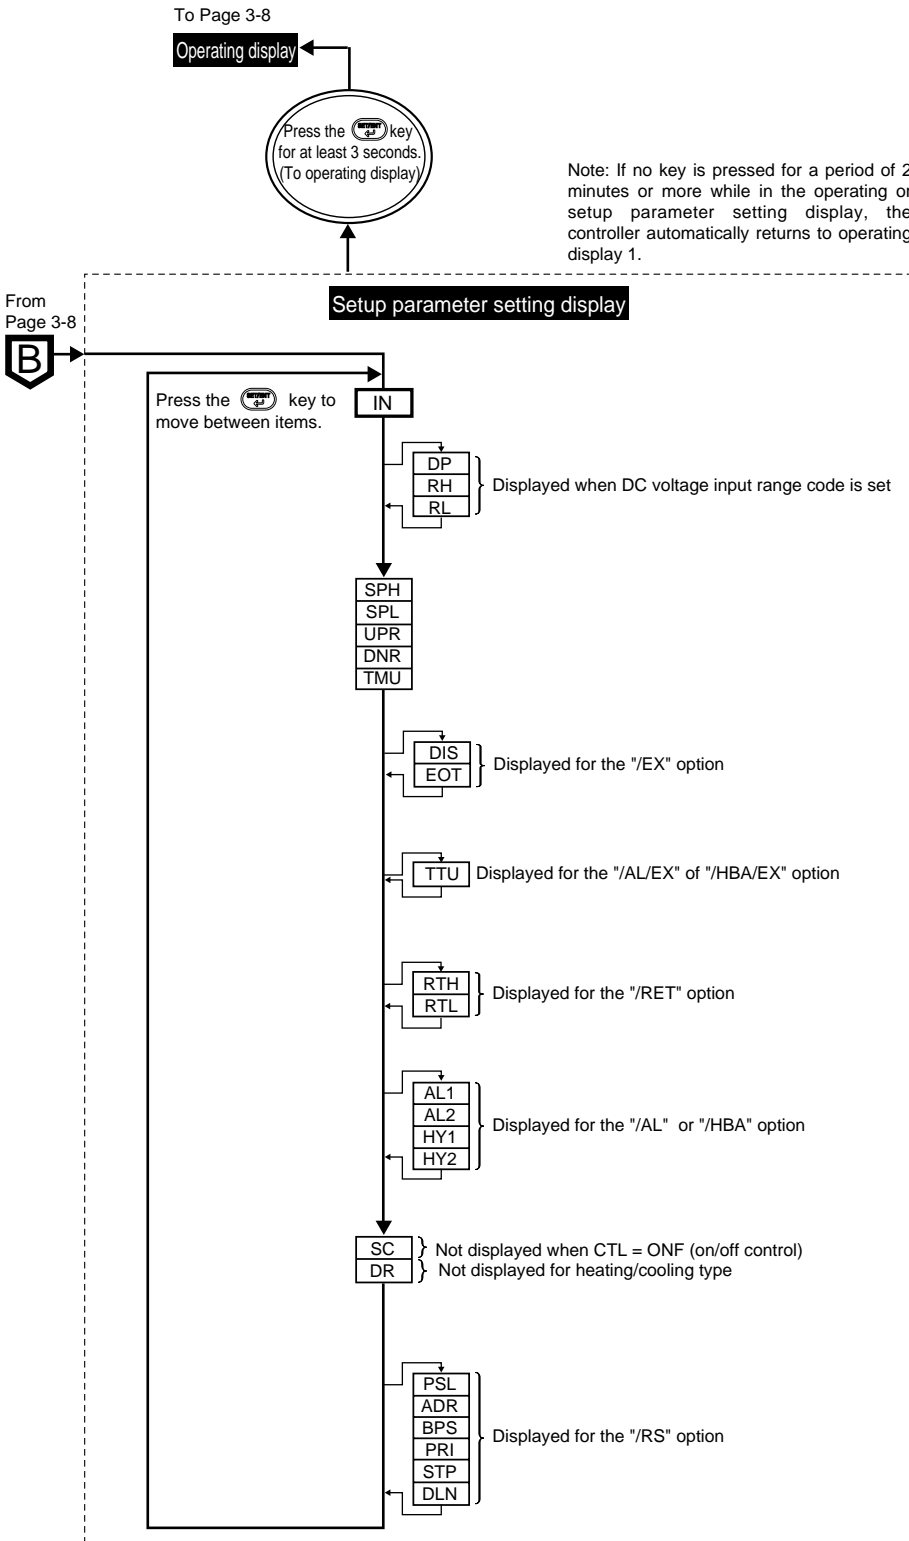 To Page 3-8
Operating display
Press the SET/ENT key
for at least 3 seconds.
(To operating display)
Note: If no key is pressed for a period of 2
minutes or more while in the operating or
setup parameter setting display, the
controller automatically returns to operating
display 1.
Setup parameter setting display
From
Page 3-8
B
Press the SET/ENT key to
move between items.
IN
DP
RH
RL
Displayed when DC voltage input range code is set
SPH
SPL
UPR
DNR
TMU
DIS
EOT
Displayed for the "/EX" option
TTU
Displayed for the "/AL/EX" of "/HBA/EX" option
RTH
RTL
Displayed for the "/RET" option
AL1
AL2
HY1
HY2
Displayed for the "/AL" or "/HBA" option
SC
Not displayed when CTL = ONF (on/off control)
DR
Not displayed for heating/cooling type
PSL
ADR
BPS
PRI
STP
DLN
Displayed for the "/RS" option